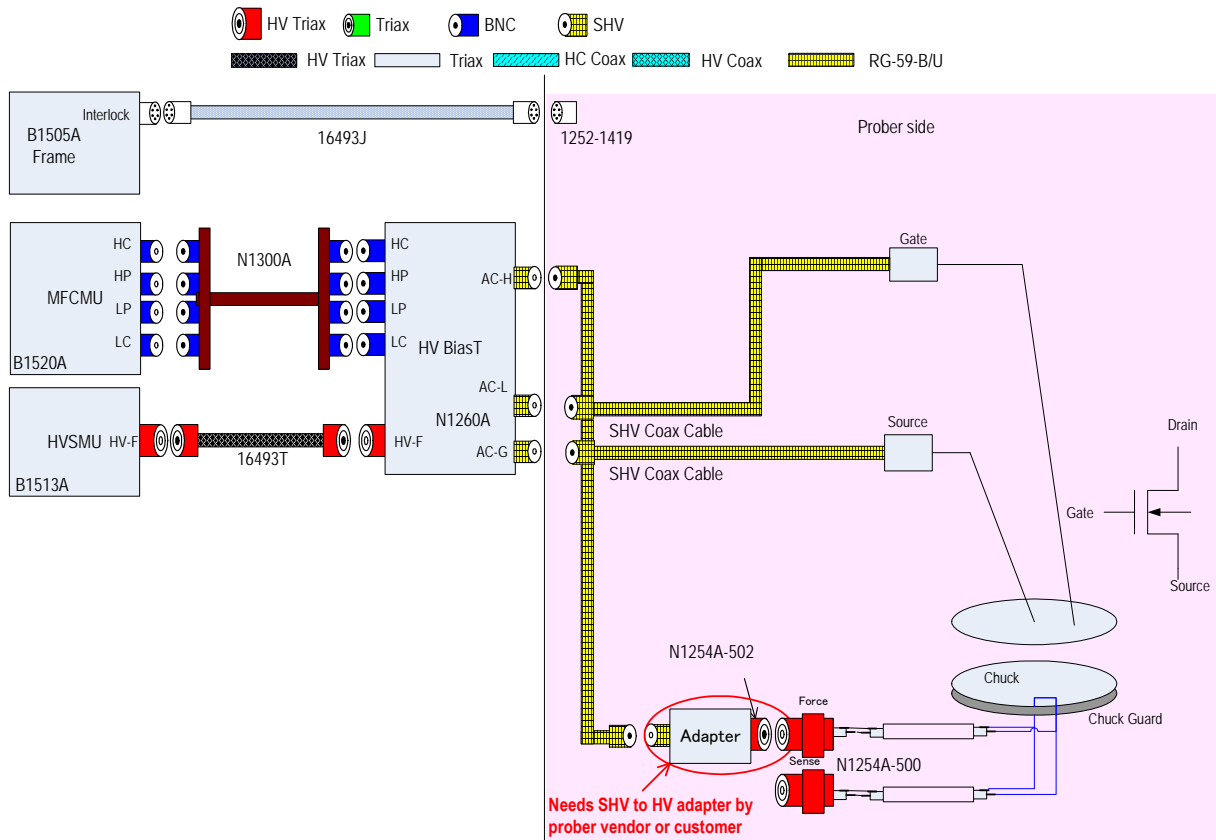 HV Triax
Triax
BNC
SHV
HV Triax
Triax
HC Coax
HV Coax
RG-59-B/U
Interlock
B1505A
Frame
16493J
1252-1419
Prober side
HC
HP
LP
LC
MFCMU
B1520A
N1300A
HC
HP
LP
LC
HV BiasT
N1260A
AC-H
AC-L
AC-G
HV-F
HVSMU
HV-F
B1513A
16493T
Gate
SHV Coax Cable
Source
SHV Coax Cable
Drain
Gate
Source
N1254A-502
Chuck
Chuck Guard
Force
Adapter
Sense
N1254A-500
Needs SHV to HV adapter by
prober vendor or customer